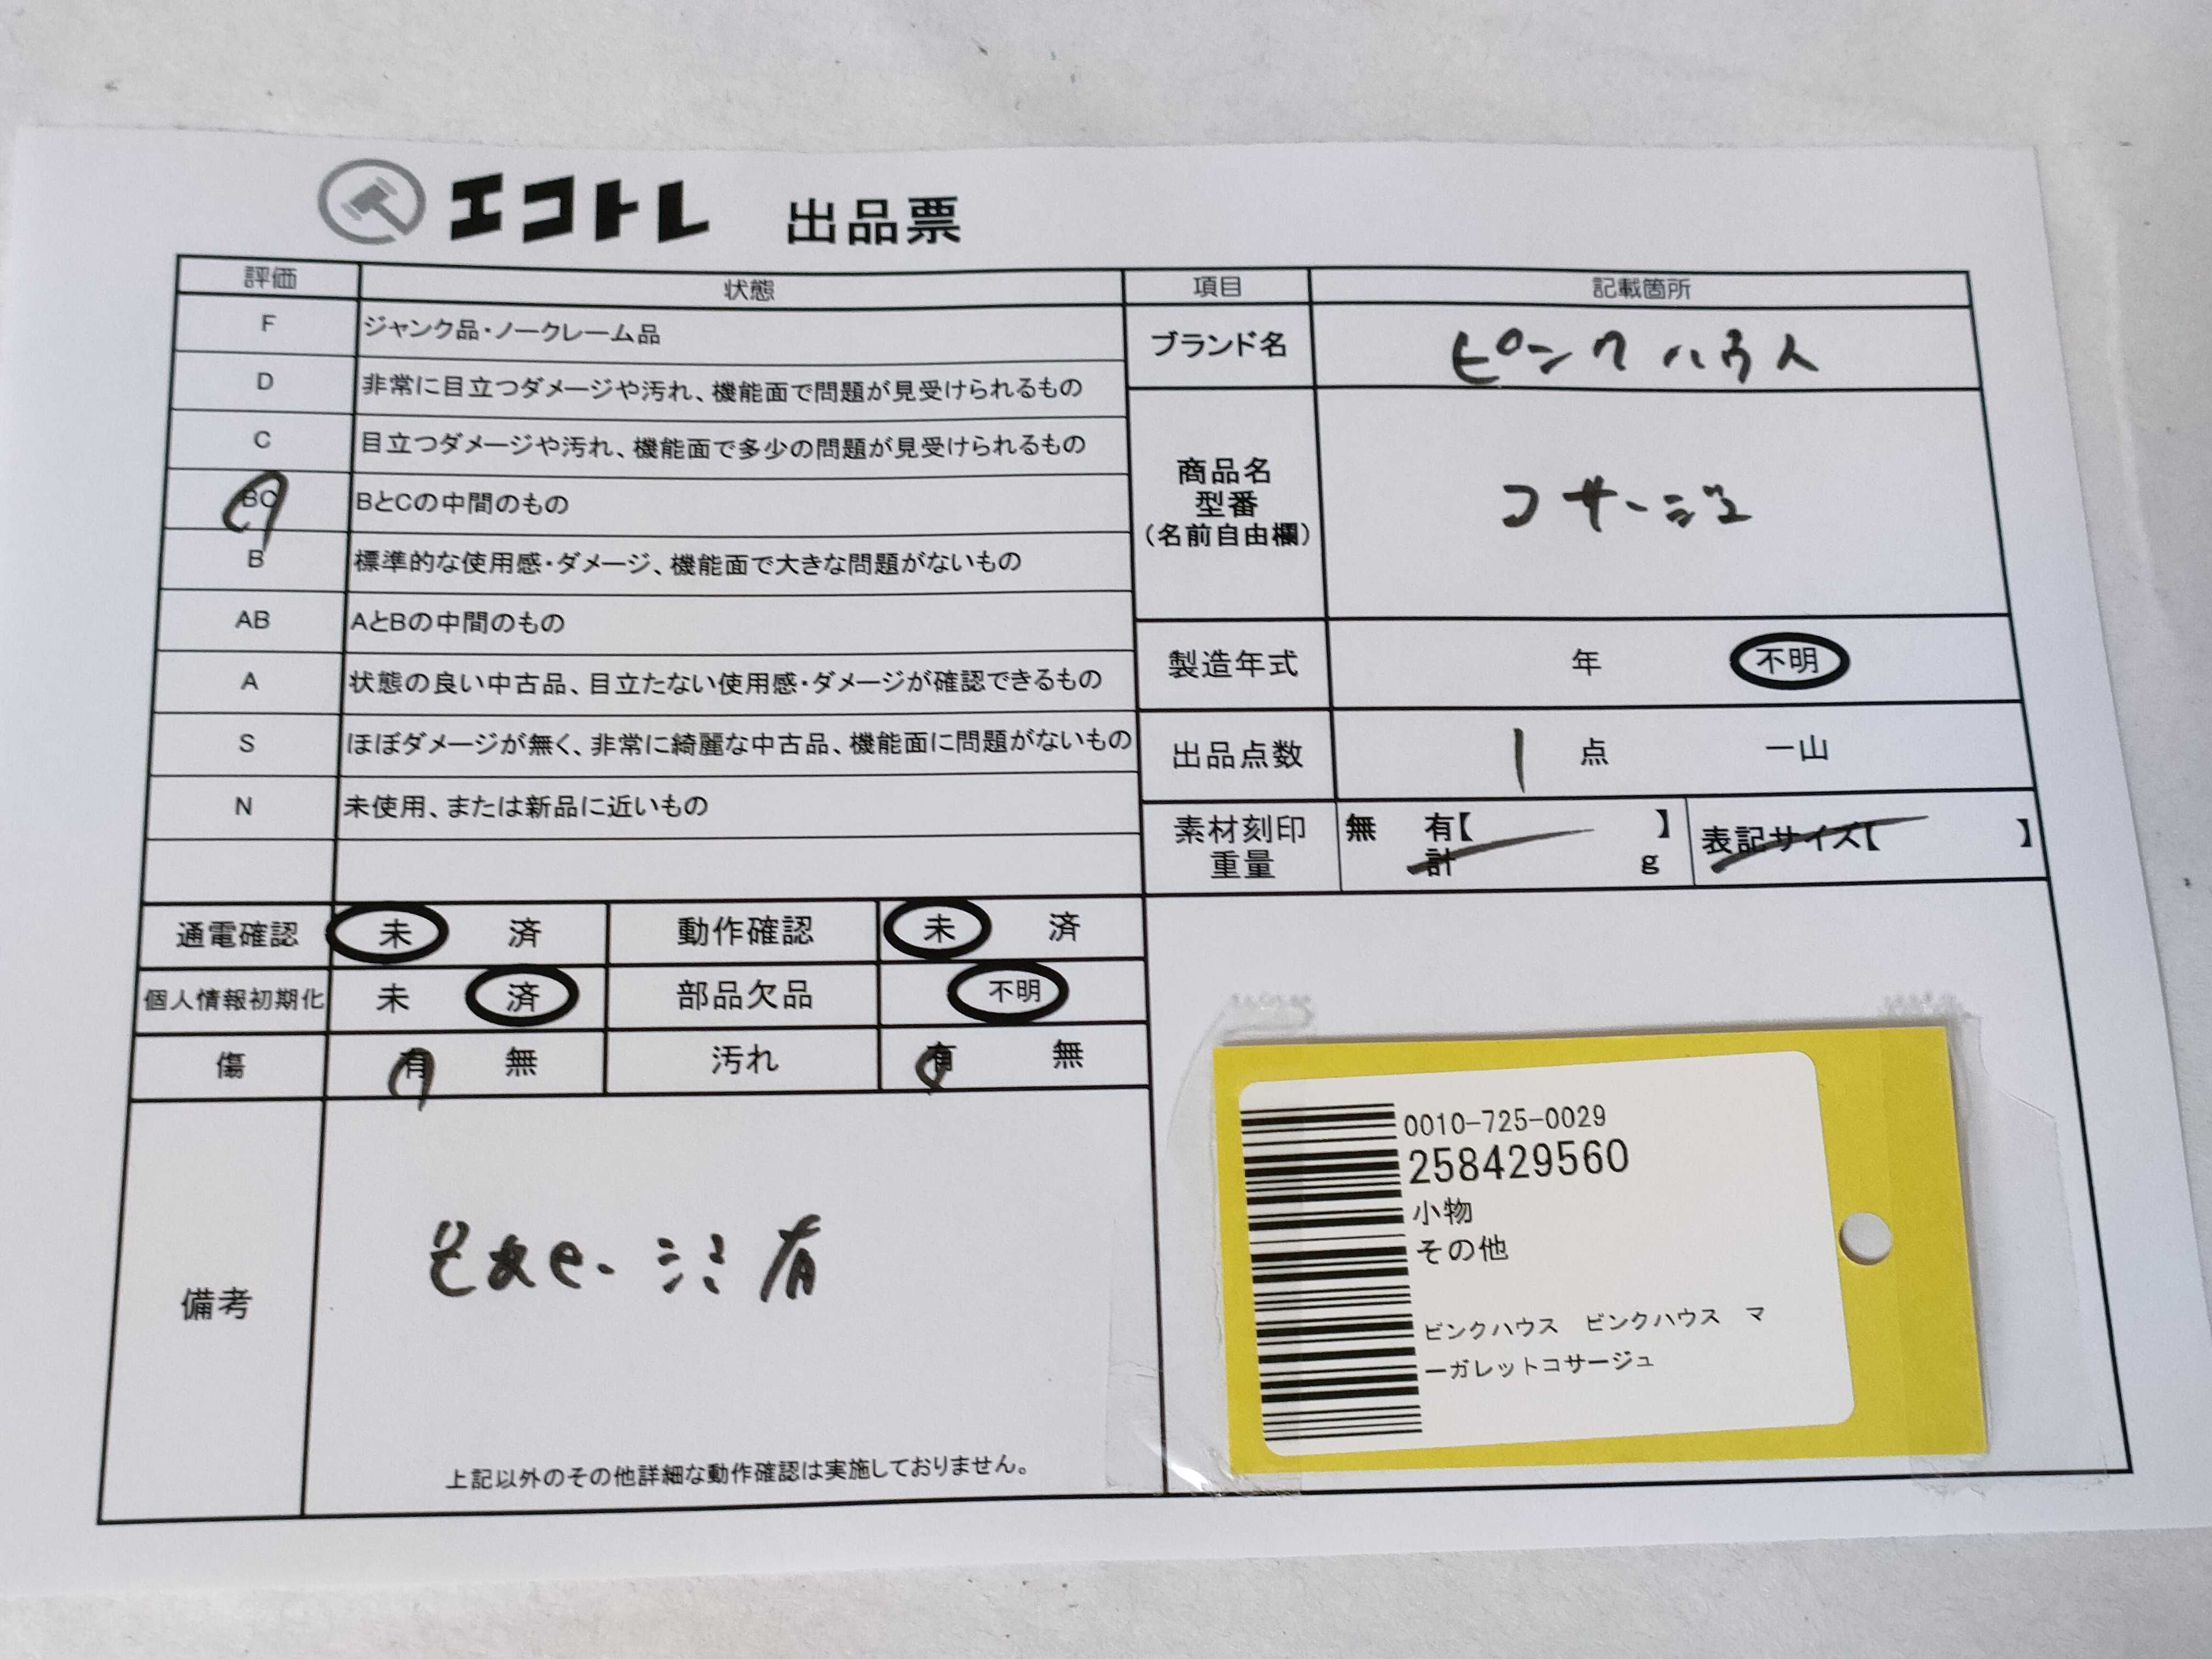 エコトレ 出品票
評価 状態
F ジャンク品・ノークレーム品
D 非常に目立つダメージや汚れ、機能面で問題が見受けられるもの
C 目立つダメージや汚れ、機能面で多少の問題が見受けられるもの
BC BとCの中間のもの
B 標準的な使用感・ダメージ、機能面で大きな問題がないもの
AB AとBの中間のもの
A 状態の良い中古品、目立たない使用感・ダメージが確認できるもの
S ほぼダメージが無く、非常に綺麗な中古品、機能面に問題がないもの
N 未使用、または新品に近いもの
項目 記載箇所
ブランド名 ピンクハウス
商品名
型番
(名前自由欄)
コサージュ
製造年式 年 不明
出品点数 1 点 一山
素材刻印
重量
無 有【 】
計 g
表記サイズ【 】
通電確認 未 済 動作確認 未 済
個人情報初期化 未 済 部品欠品 不明
傷 有 無 汚れ 有 無
備考
シミ有
上記以外のその他詳細な動作確認は実施しておりません。
0010-725-0029
258429560
小物
その他
ピンクハウス ピンクハウス マ
ーガレットコサージュ